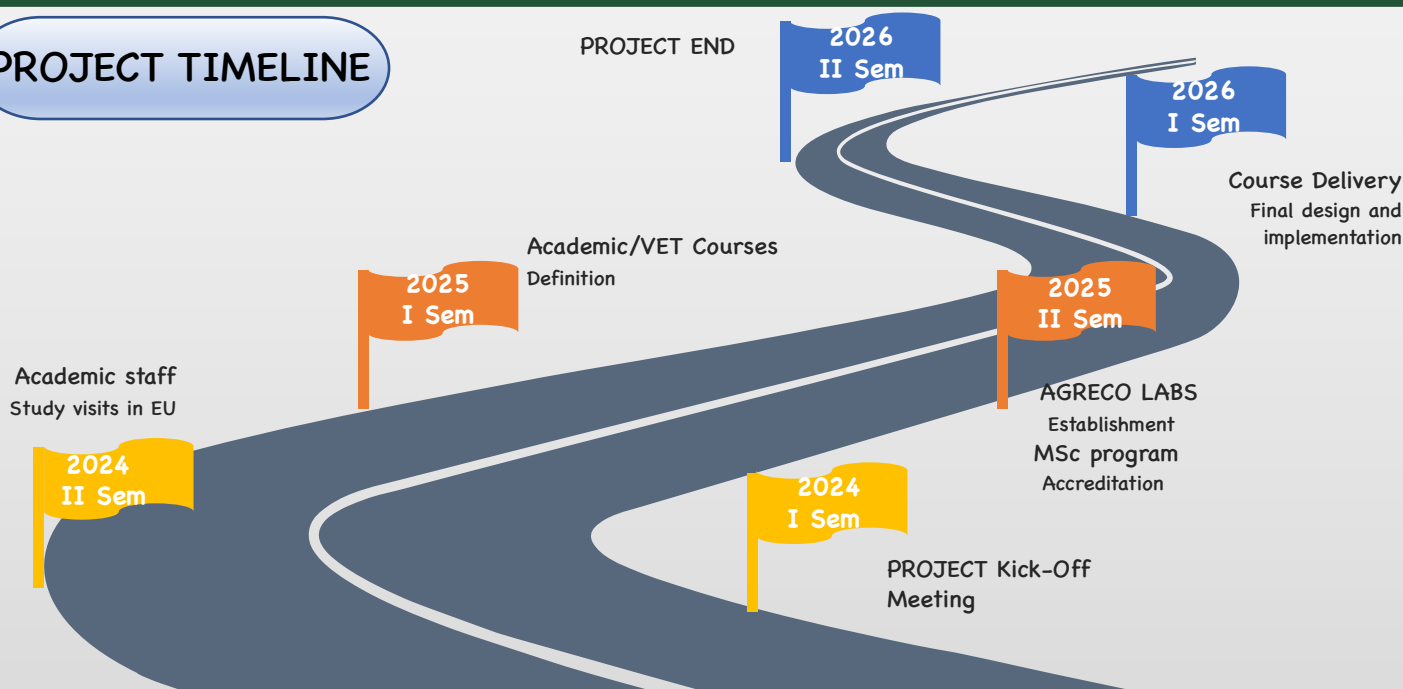 PROJECT TIMELINE
PROJECT END
2026
II Sem
2026
I Sem
Course Delivery
Final design and
implementation
Academic/VET Courses
Definition
2025
I Sem
2025
II Sem
AGRECO LABS
Establishment
MSc program
Accreditation
Academic staff
Study visits in EU
2024
II Sem
2024
I Sem
PROJECT Kick-Off
Meeting